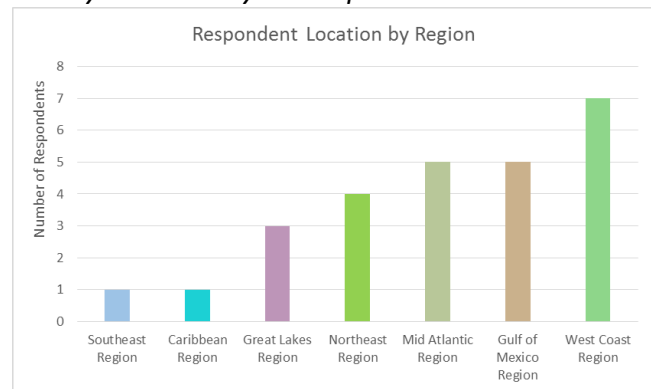 Respondent Location by Region
Number of Respondents
8
7
6
5
4
3
2
1
0
Southeast Region
Caribbean Region
Great Lakes Region
Northeast Region
Mid Atlantic Region
Gulf of Mexico Region
West Coast Region